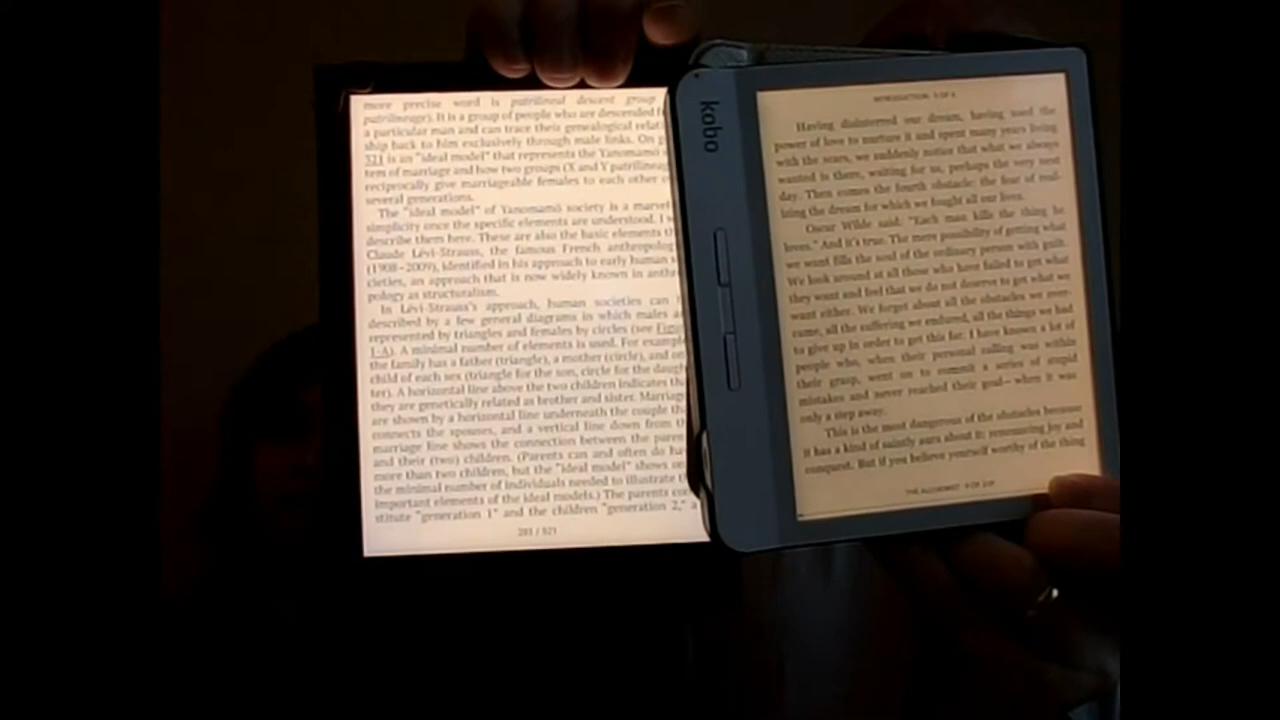 more precise word is patrilineal descent group
patrilineage). It is a group of people who are descended
a particular man and can trace their genealogical relat
ship back to him exclusively through male links. On p
321 is an "ideal model" that represents the Yanomamö
tem of marriage and how two groups (X and Y patrilineag
reciprocally give marriageable females to each other
several generations.
The "ideal model" of Yanomamö society is a marvel
simplicity once the specific elements are understood. I
describe them here. These are also the basic elements
Claude Lévi-Strauss, the famous French anthropolog
(1908–2009), identified in his approach to early human
cieties, an approach that is now widely known in anthr
pology as structuralism.
In Lévi-Strauss's approach, human societies can
described by a few general diagrams in which males a
represented by triangles and females by circles (see Figu
1-A). A minimal number of elements is used. For example
the family has a father (triangle), a mother (circle), and on
child of each sex (triangle for the son, circle for the daugh
ter). A horizontal line above the two children indicates tha
they are genetically related as brother and sister. Marriag
are shown by a horizontal line underneath the couple tha
connects the spouses, and a vertical line down from t
marriage line shows the connection between the paren
and their (two) children. (Parents can and often do ha
more than two children, but the "ideal model" shows on
the minimal number of individuals needed to illustrate
important elements of the ideal models.) The parents con
stitute "generation 1" and the children "generation 2," a
281 / 521
kobo
INTRODUCTION
Having disinterred our dream, having used the
power of love to nurture it and spent many years living
with the scars, we suddenly notice that what we always
wanted is there, waiting for us, perhaps the very next
day. Then comes the fourth obstacle: the fear of real-
izing the dream for which we fought all our lives.
Oscar Wilde said: "Each man kills the thing he
loves." And it's true. The mere possibility of getting what
we want fills the soul of the ordinary person with guilt.
We look around at all those who have failed to get what
they want and feel that we do not deserve to get what we
want either. We forget about all the obstacles we over-
came, all the suffering we endured, all the things we had
to give up in order to get this far. I have known a lot of
people who, when their personal calling was within
their grasp, went on to commit a series of stupid
mistakes and never reached their goal—when it was
only a step away.
This is the most dangerous of the obstacles because
it has a kind of saintly aura about it: renouncing joy and
conquest. But if you believe yourself worthy of the thing
THE ALCHEMIST